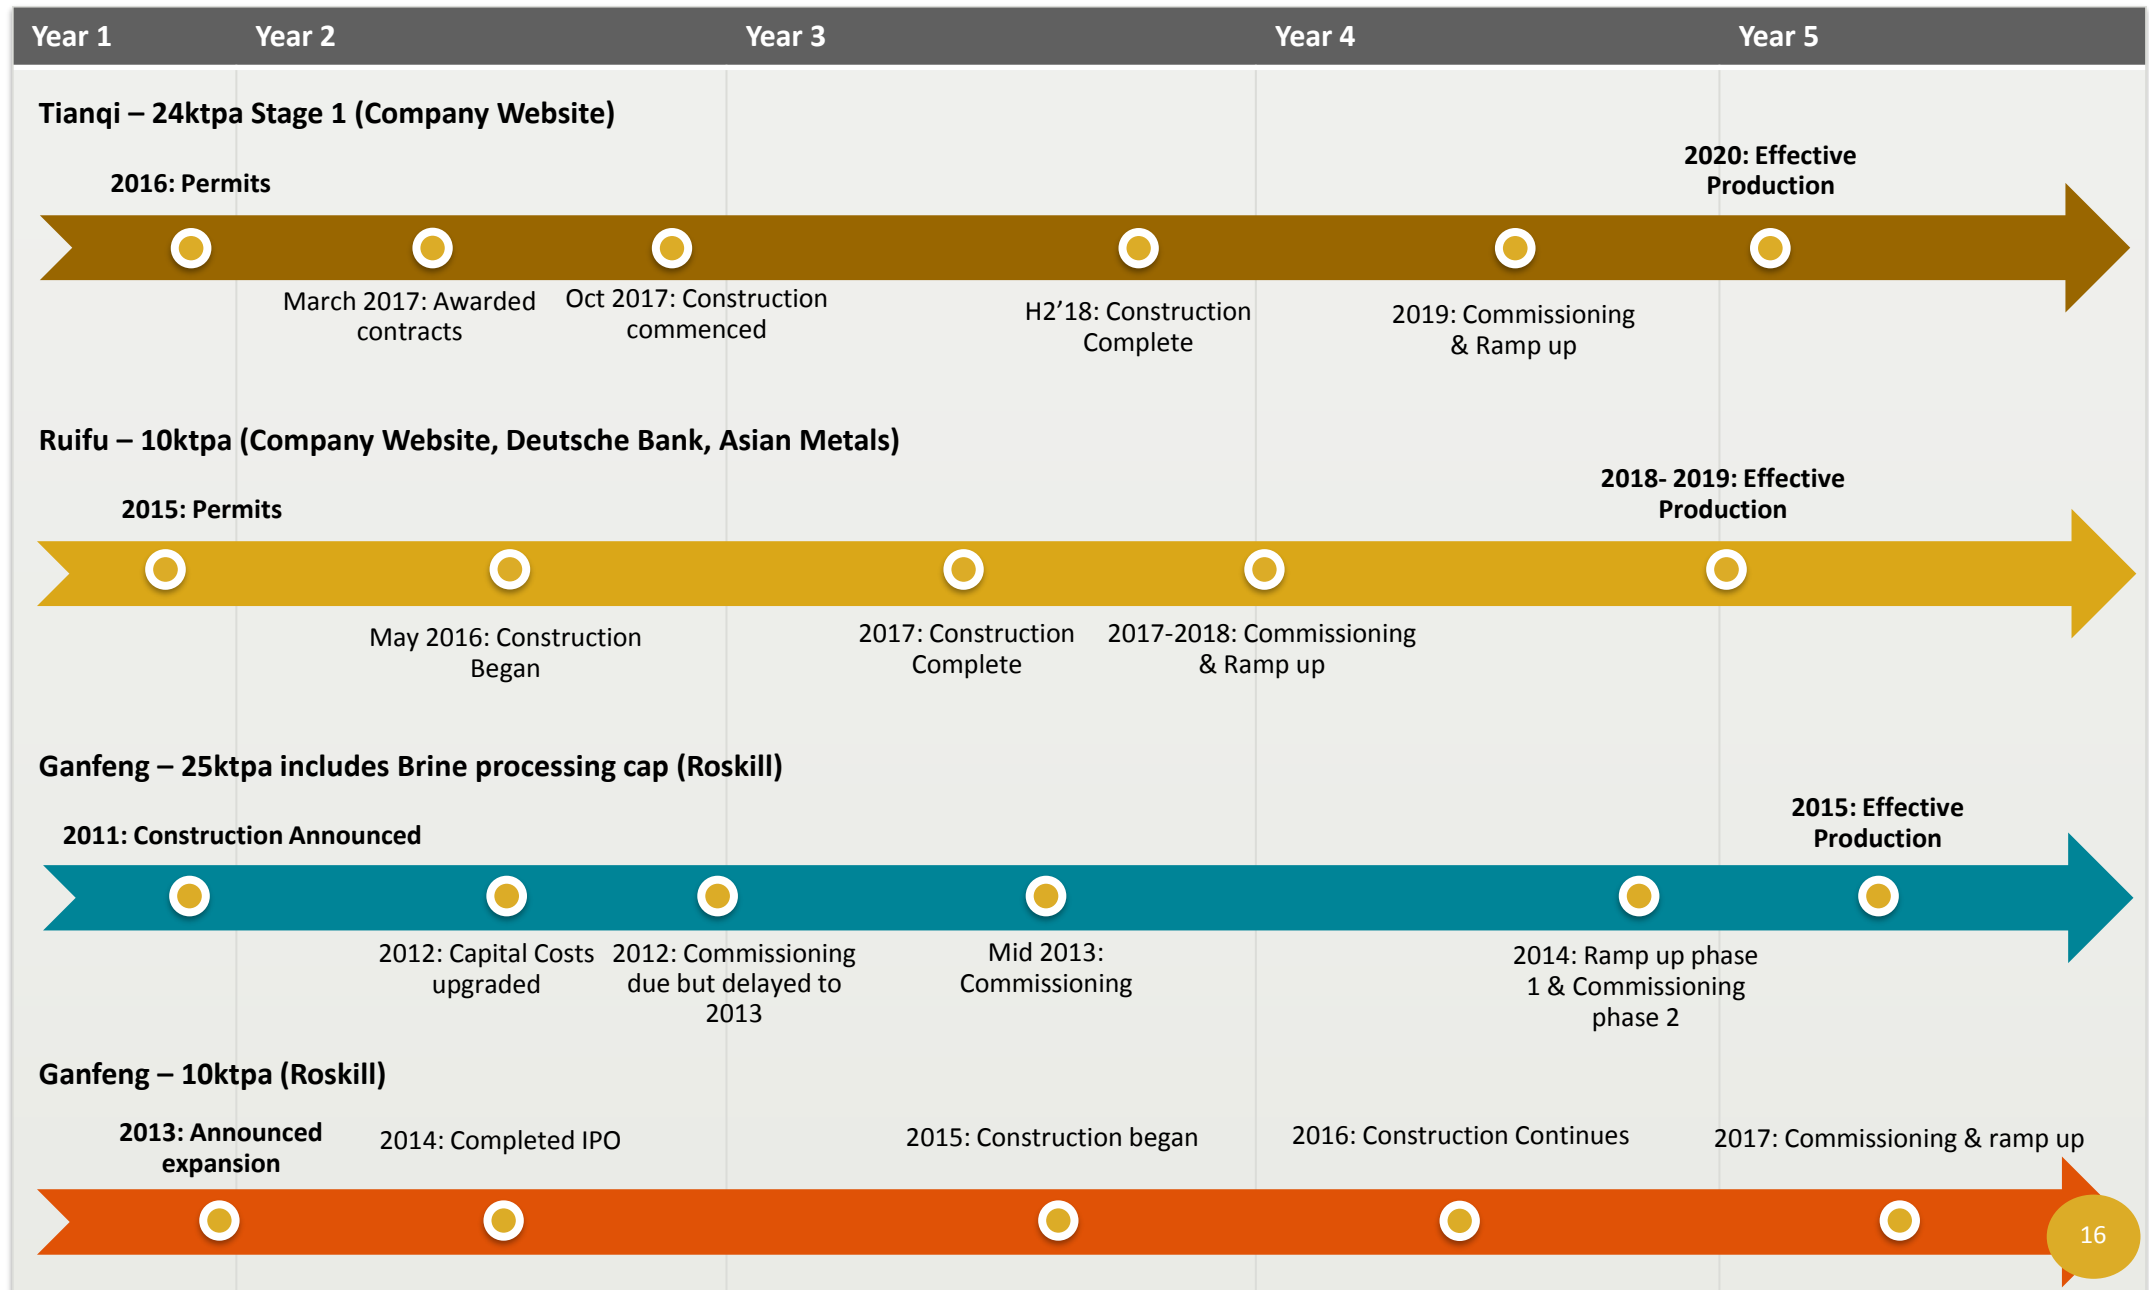 Year 1 Year 2 Year 3 Year 4 Year 5
Tianqi – 24ktpa Stage 1 (Company Website)
2016: Permits
2020: Effective
Production
March 2017: Awarded
contracts
Oct 2017: Construction
commenced
H2’18: Construction
Complete
2019: Commissioning
& Ramp up
Ruifu – 10ktpa (Company Website, Deutsche Bank, Asian Metals)
2015: Permits
2018- 2019: Effective
Production
May 2016: Construction
Began
2017: Construction
Complete
2017-2018: Commissioning
& Ramp up
Ganfeng – 25ktpa includes Brine processing cap (Roskill)
2011: Construction Announced
2015: Effective
Production
2012: Capital Costs
upgraded
2012: Commissioning
due but delayed to
2013
Mid 2013:
Commissioning
2014: Ramp up phase
1 & Commissioning
phase 2
Ganfeng – 10ktpa (Roskill)
2013: Announced
expansion
2014: Completed IPO
2015: Construction began
2016: Construction Continues
2017: Commissioning & ramp up
16